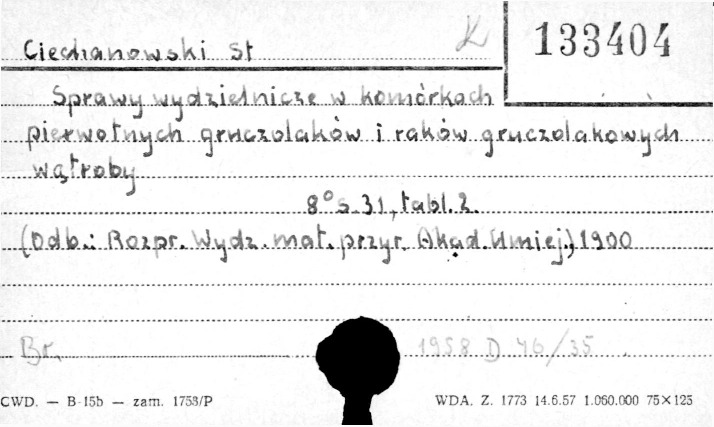 Ciechanowski St K 133404
Sprawy wydzielnicze w komórkach
pierwotnych gruczolaków i raków gruczolakowych
wątroby
8° s. 31, tabl. 2.
(Odb.: Rozpr. Wydz. mat. przyr. Akad. Umiej.) 1900
Br. 1958 D 46/35
CWD. — B-15b — zam. 1753/P WDA. Z. 1773 14.6.57 1.060.000 75×125